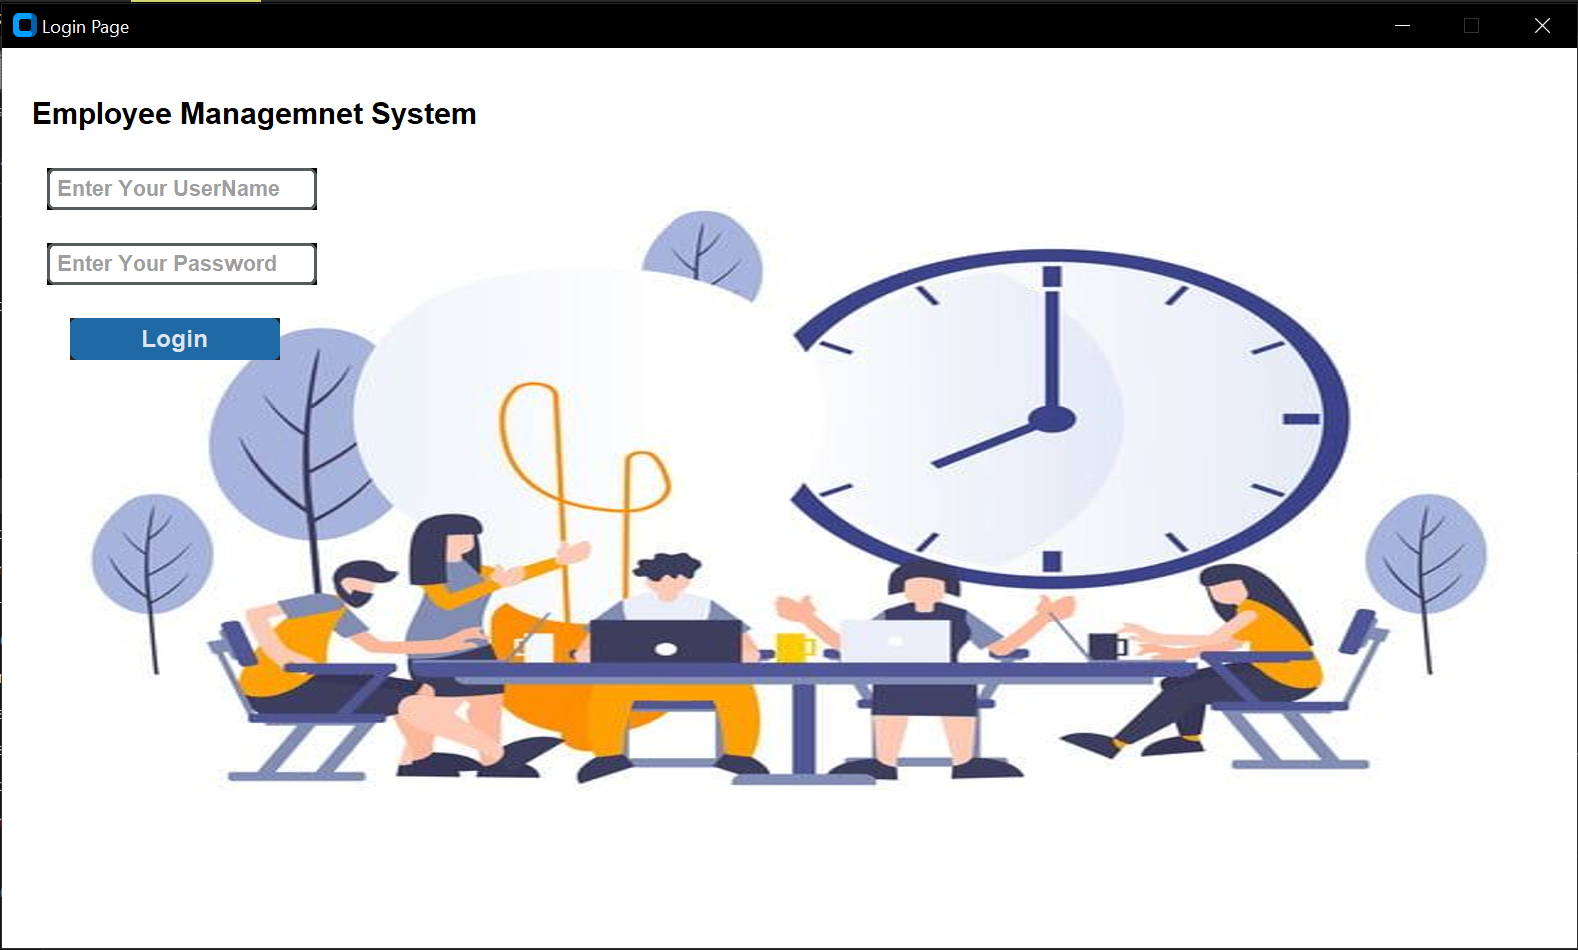 Login Page
Employee Managemnet System
Enter Your UserName
Enter Your Password
Login